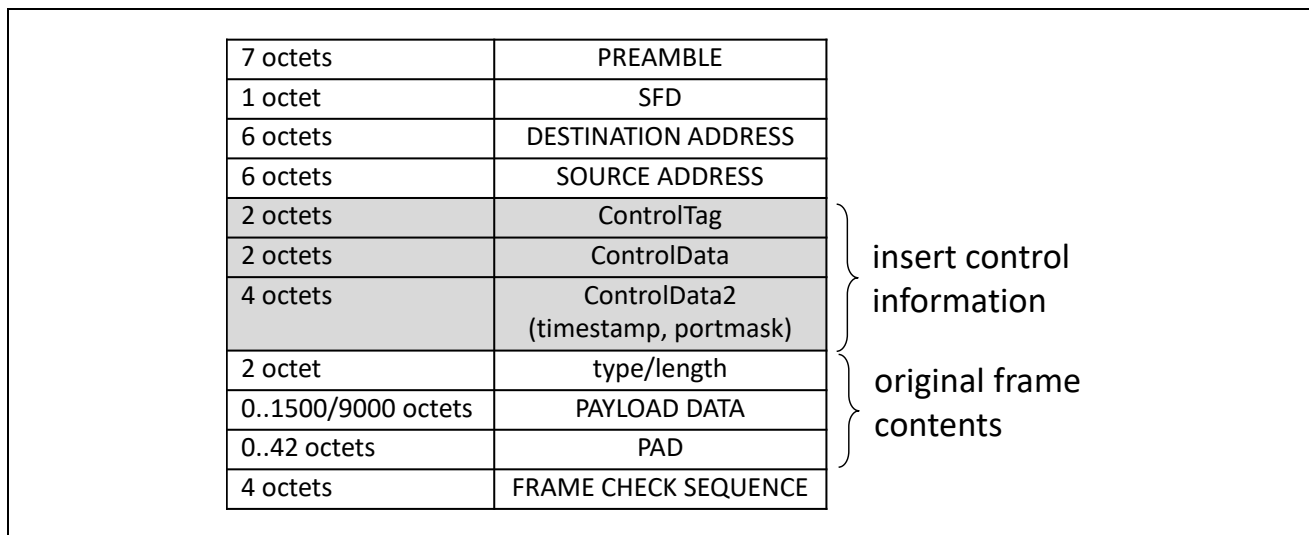 7 octets PREAMBLE
1 octet SFD
6 octets DESTINATION ADDRESS
6 octets SOURCE ADDRESS
2 octets ControlTag
2 octets ControlData
4 octets ControlData2
(timestamp, portmask)
insert control
information
2 octet type/length
0..1500/9000 octets PAYLOAD DATA
0..42 octets PAD
original frame
contents
4 octets FRAME CHECK SEQUENCE